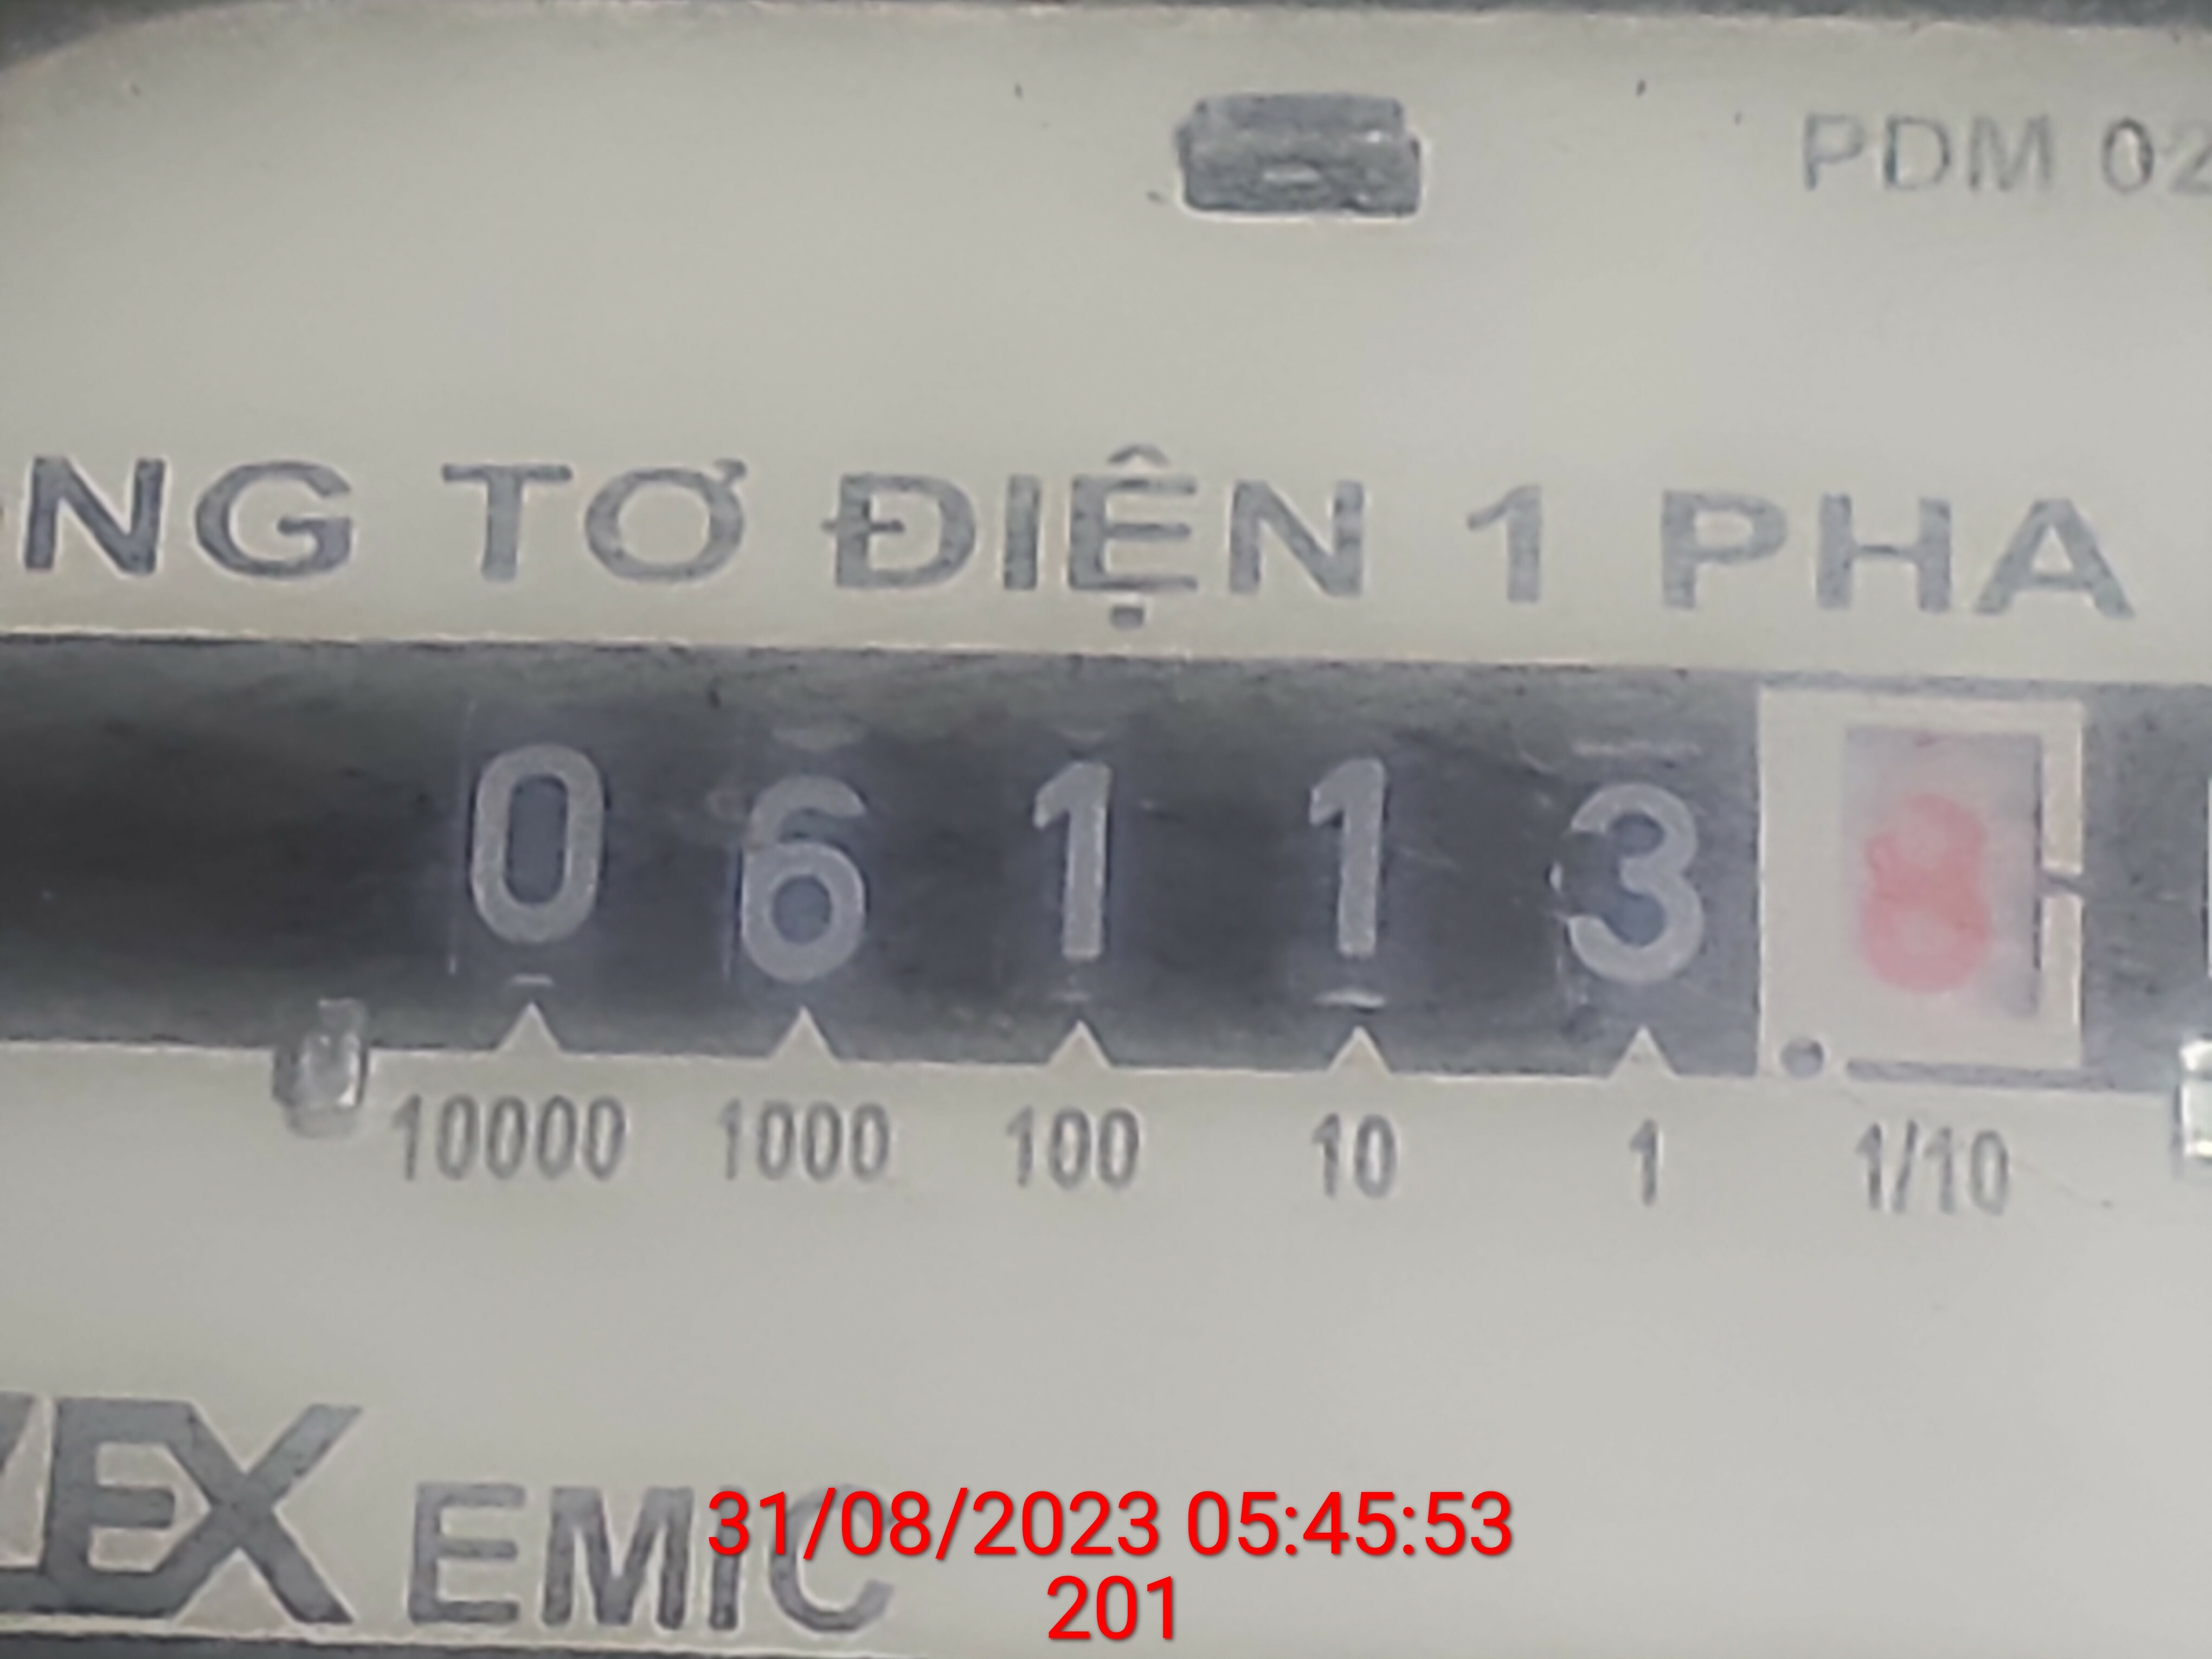 PDM 02
NG TƠ ĐIỆN 1 PHA
0 6 1 1 3 8
10000 1000 100 10 1 1/10
EX EMIC
31/08/2023 05:45:53
201